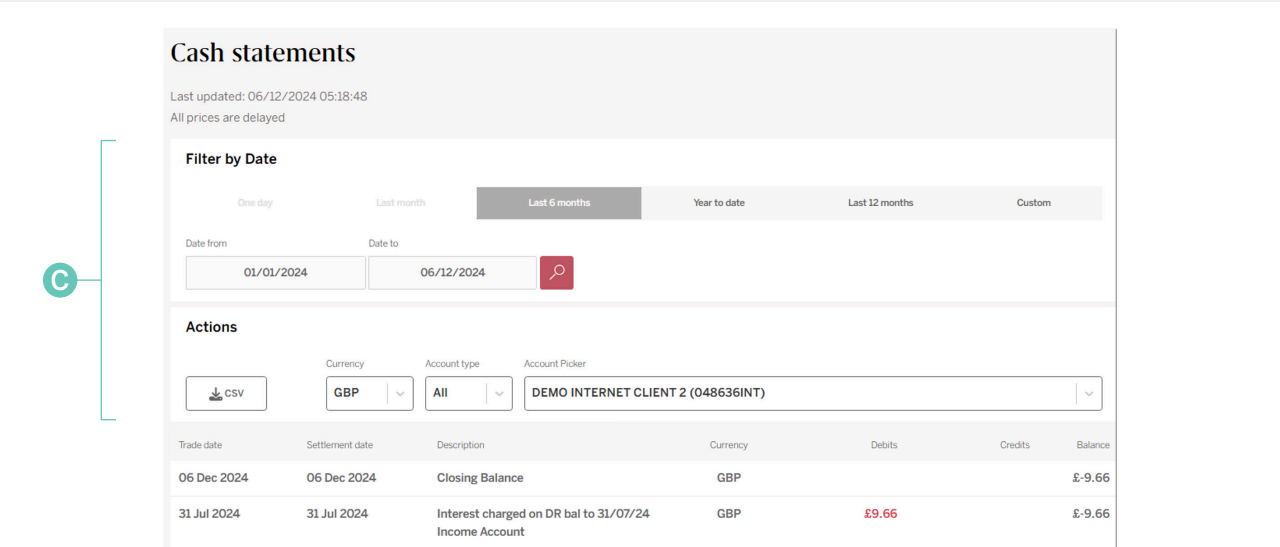 Cash statements
Last updated: 06/12/2024 05:18:48
All prices are delayed
Filter by Date
One day Last month Last 6 months Year to date Last 12 months Custom
Date from Date to
01/01/2024 06/12/2024
C
Actions
Currency Account type Account Picker
CSV GBP All DEMO INTERNET CLIENT 2 (048636INT)
Trade date Settlement date Description Currency Debits Credits Balance
06 Dec 2024 06 Dec 2024 Closing Balance GBP £-9.66
31 Jul 2024 31 Jul 2024 Interest charged on DR bal to 31/07/24 GBP £9.66 £-9.66
Income Account